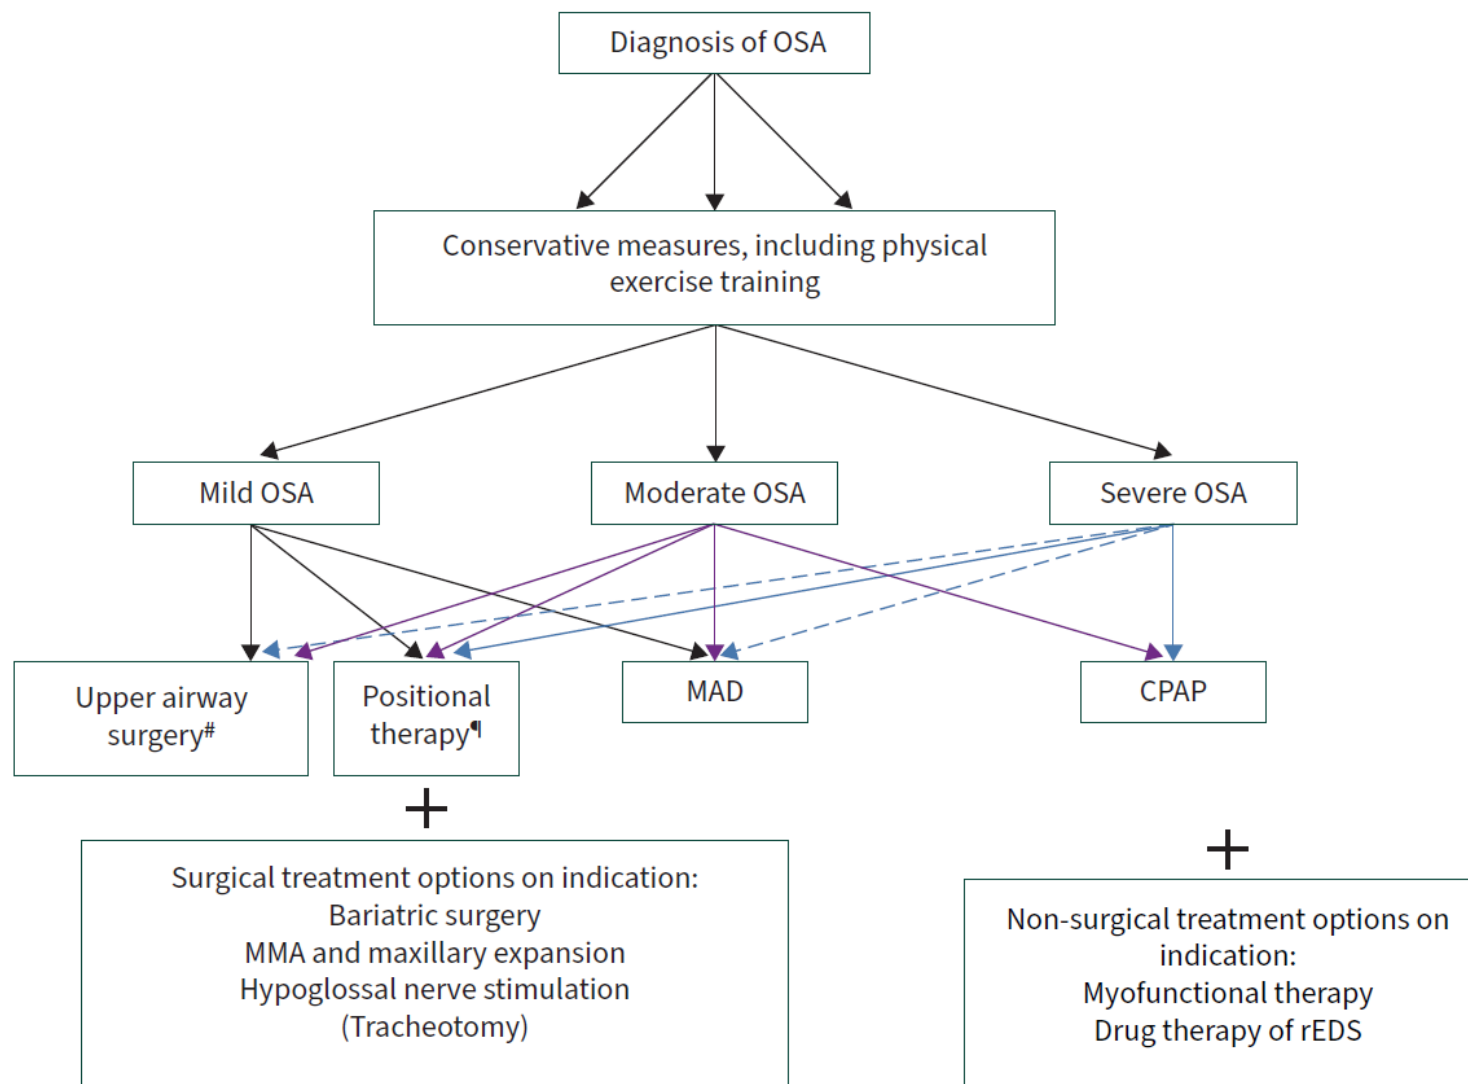 Diagnosis of OSA
Conservative measures, including physical
exercise training
Mild OSA
Moderate OSA
Severe OSA
Upper airway
surgery#
Positional
therapy¶
MAD
CPAP
+
+
Surgical treatment options on indication:
Bariatric surgery
MMA and maxillary expansion
Hypoglossal nerve stimulation
(Tracheotomy)
Non-surgical treatment options on
indication:
Myofunctional therapy
Drug therapy of rEDS